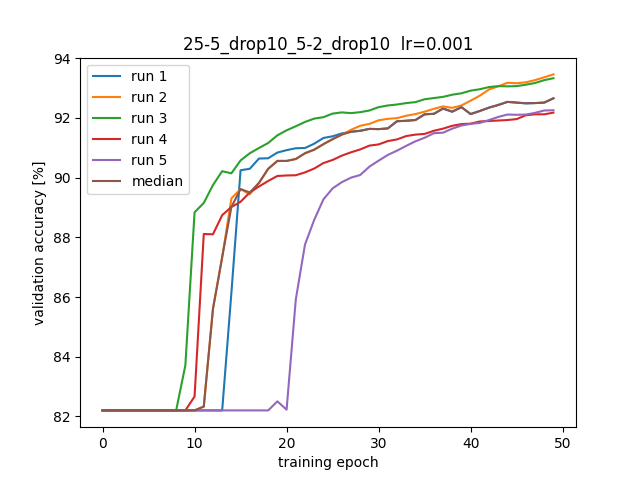 25-5_drop10_5-2_drop10 lr=0.001
validation accuracy [%]
94
92
90
88
86
84
82
run 1
run 2
run 3
run 4
run 5
median
0 10 20 30 40 50
training epoch